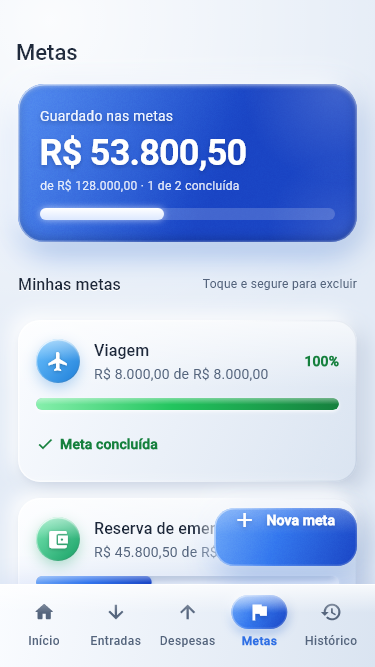 Metas
Guardado nas metas
R$ 53.800,50
de R$ 128.000,00 · 1 de 2 concluída
Minhas metas
Toque e segure para excluir
Viagem
R$ 8.000,00 de R$ 8.000,00
100%
Meta concluída
Reserva de emer
R$ 45.800,50 de R$
Nova meta
Início
Entradas
Despesas
Metas
Histórico